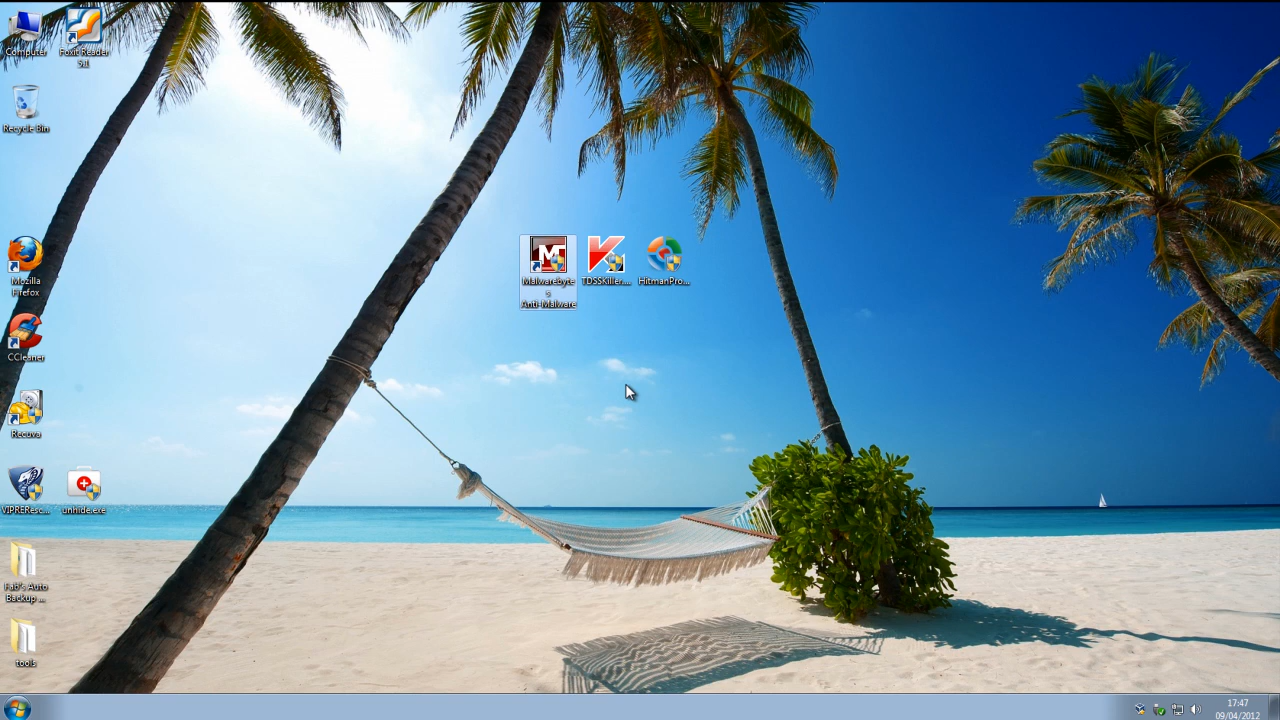 Computer
Foxit Reader
5.1
Recycle Bin
Malwarebyte
s
Anti-Malware
TDSSKiller....
HitmanPro...
Mozilla
Firefox
CCleaner
Recuva
VIPREResc...
unhide.exe
Fab's Auto
Backup ...
tools
17:47
09/04/2012